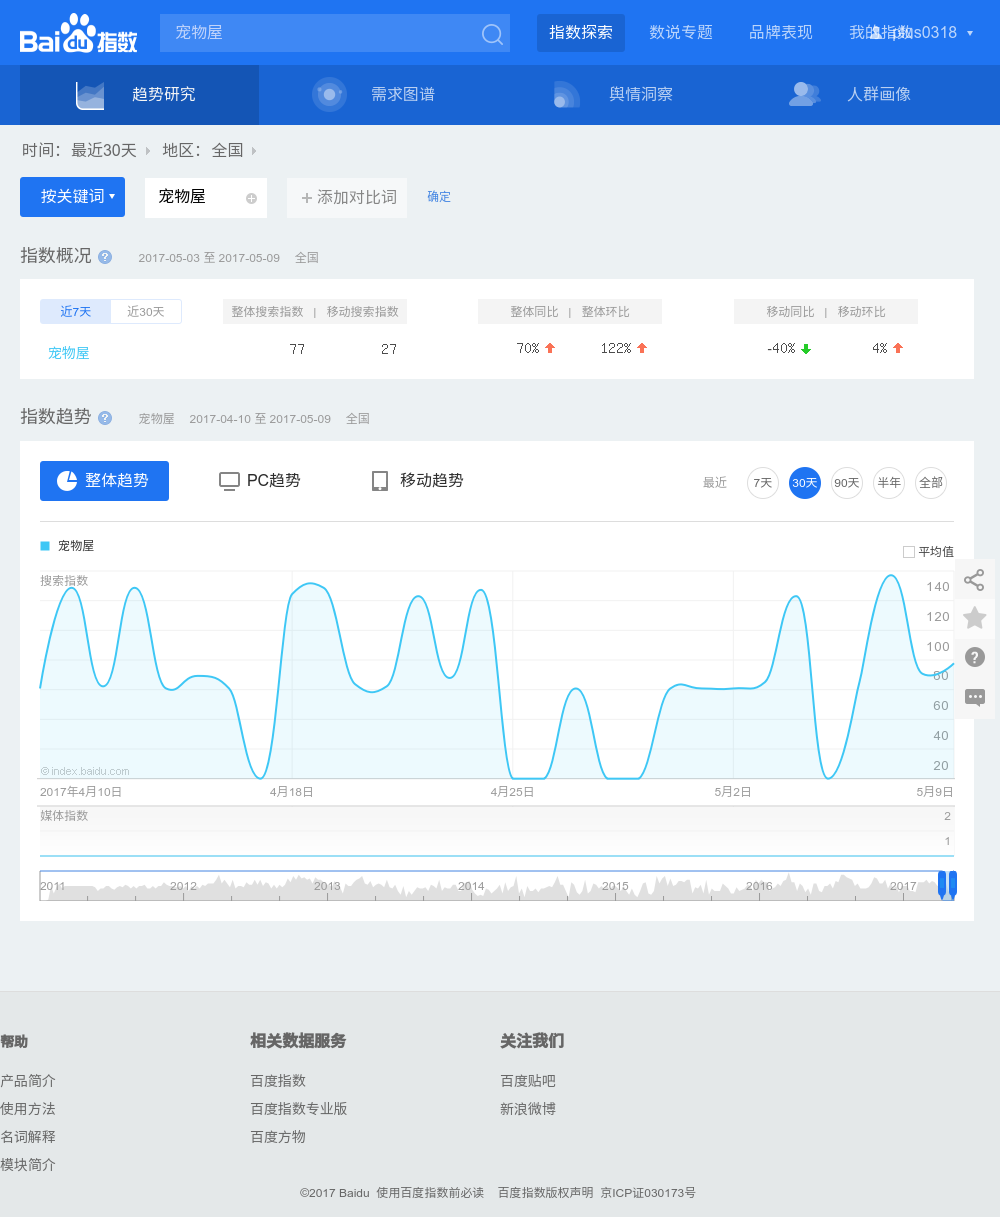 Bai du 指数 宠物屋 指数探索 数说专题 品牌表现 我的指数 plus0318
趋势研究 需求图谱 舆情洞察 人群画像
时间: 最近30天 地区: 全国
按关键词 宠物屋 +添加对比词 确定
指数概况 ? 2017-05-03 至 2017-05-09 全国
近7天 近30天 整体搜索指数 | 移动搜索指数 整体同比 | 整体环比 移动同比 | 移动环比
宠物屋 77 27 70% 122% -40% 4%
指数趋势 ? 宠物屋 2017-04-10 至 2017-05-09 全国
整体趋势 PC趋势 移动趋势 最近 7天 30天 90天 半年 全部
宠物屋
平均值
搜索指数
140
120
100
80
60
40
20
©index.baidu.com
2017年4月10日 4月18日 4月25日 5月2日 5月9日
媒体指数 2
1
2011 2012 2013 2014 2015 2016 2017
帮助 相关数据服务 关注我们
产品简介 百度指数 百度贴吧
使用方法 百度指数专业版 新浪微博
名词解释 百度方物
模块简介
©2017 Baidu 使用百度指数前必读 百度指数版权声明 京ICP证030173号